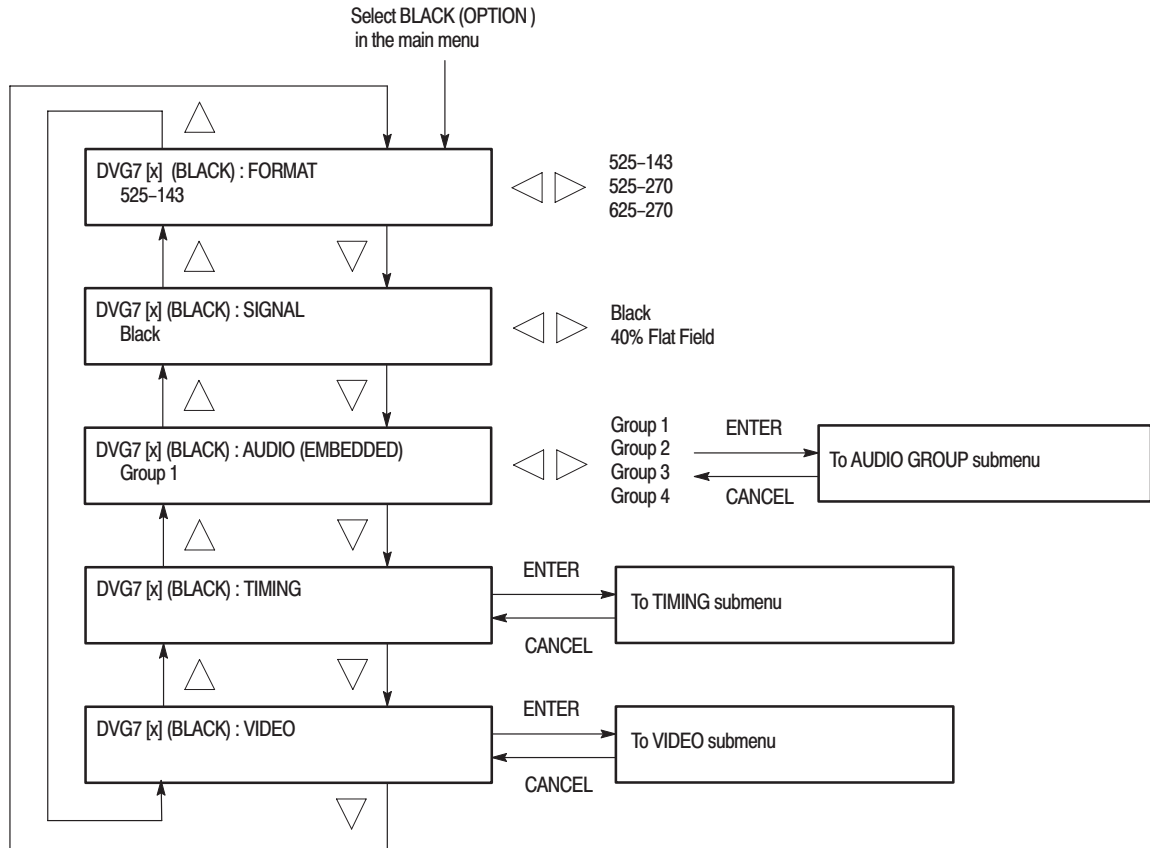 Select BLACK (OPTION )
in the main menu
DVG7 [x] (BLACK) : FORMAT
525–143
525–143
525–270
625–270
DVG7 [x] (BLACK) : SIGNAL
Black
Black
40% Flat Field
DVG7 [x] (BLACK) : AUDIO (EMBEDDED)
Group 1
Group 1
Group 2
Group 3
Group 4
ENTER
CANCEL
To AUDIO GROUP submenu
DVG7 [x] (BLACK) : TIMING
ENTER
CANCEL
To TIMING submenu
DVG7 [x] (BLACK) : VIDEO
ENTER
CANCEL
To VIDEO submenu